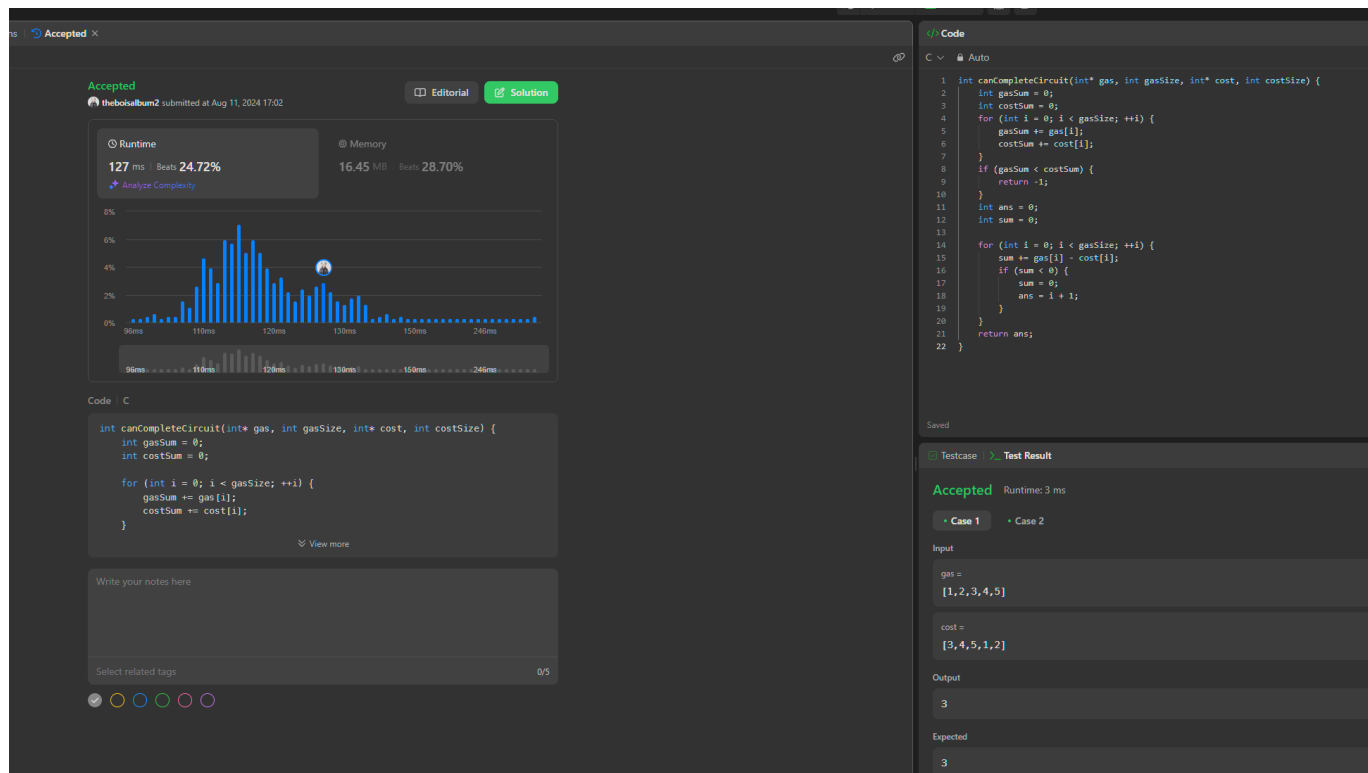 ns
Accepted ×
Accepted
theboisalbum2 submitted at Aug 11, 2024 17:02
Editorial
Solution
Runtime
127 ms | Beats 24.72%
Analyze Complexity
Memory
16.45 MB | Beats 28.70%
8%
6%
4%
2%
0%
96ms 110ms 120ms 130ms 150ms 246ms
96ms 110ms 120ms 130ms 150ms 246ms
Code | C
int canCompleteCircuit(int* gas, int gasSize, int* cost, int costSize) {
    int gasSum = 0;
    int costSum = 0;
    for (int i = 0; i < gasSize; ++i) {
        gasSum += gas[i];
        costSum += cost[i];
    }
View more
Write your notes here
Select related tags
0/5
</> Code
C
Auto
1 int canCompleteCircuit(int* gas, int gasSize, int* cost, int costSize) {
2     int gasSum = 0;
3     int costSum = 0;
4     for (int i = 0; i < gasSize; ++i) {
5         gasSum += gas[i];
6         costSum += cost[i];
7     }
8     if (gasSum < costSum) {
9         return -1;
10     }
11     int ans = 0;
12     int sum = 0;
13
14     for (int i = 0; i < gasSize; ++i) {
15         sum += gas[i] - cost[i];
16         if (sum < 0) {
17             sum = 0;
18             ans = i + 1;
19         }
20     }
21     return ans;
22 }
Saved
Testcase | >_ Test Result
Accepted Runtime: 3 ms
• Case 1
• Case 2
Input
gas =
[1,2,3,4,5]
cost =
[3,4,5,1,2]
Output
3
Expected
3